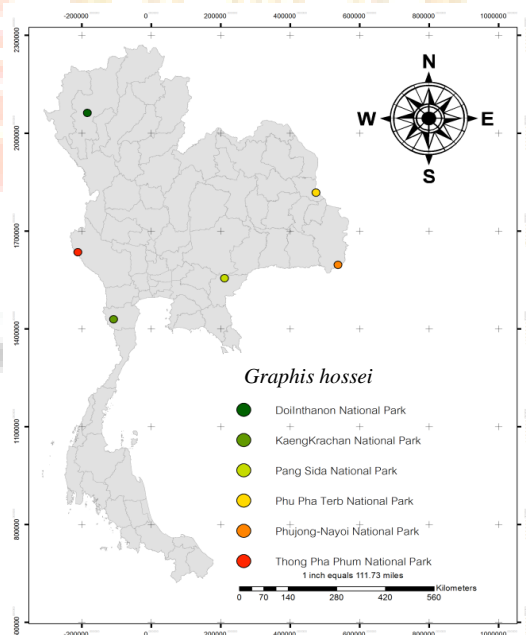 -200000 0 200000 400000 600000 800000 1000000
2300000
2000000
1700000
1400000
1100000
800000
N
W E
S
Graphis hossei
DoiInthanon National Park
KaengKrachan National Park
Pang Sida National Park
Phu Pha Terb National Park
Phujong-Nayoi National Park
Thong Pha Phum National Park
1 inch equals 111.73 miles
Kilometers
0 70 140 280 420 560
-200000 0 200000 400000 600000 800000 1000000